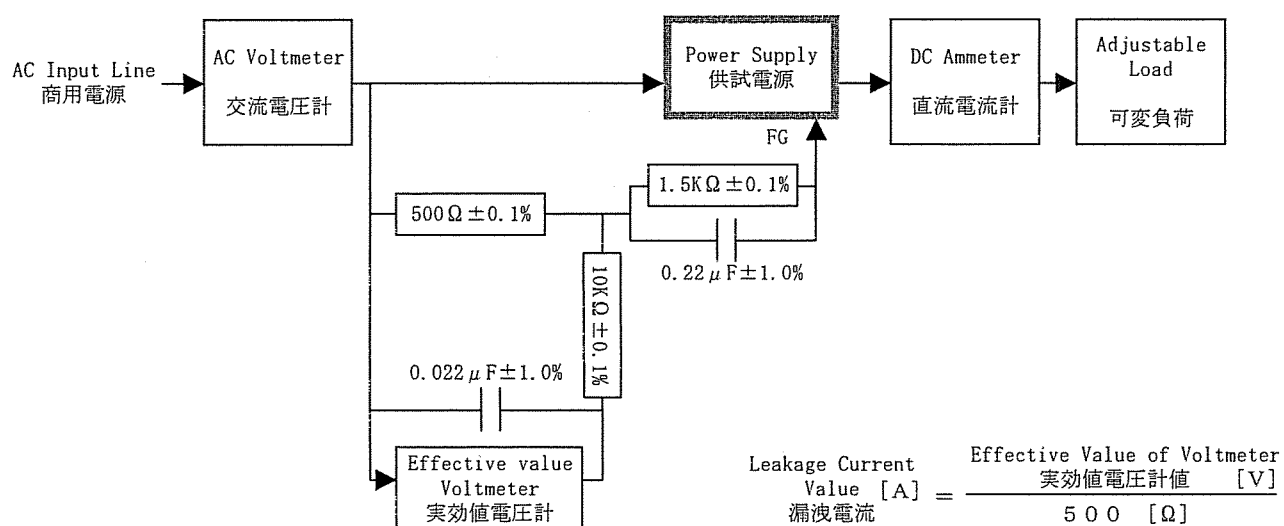 AC Input Line
商用電源
AC Voltmeter
交流電圧計
Power Supply
供試電源
DC Ammeter
直流電流計
Adjustable
Load
可変負荷
FG
500Ω±0.1%
1.5KΩ±0.1%
0.22μF±1.0%
10KΩ±0.1%
0.022μF±1.0%
Effective value
Voltmeter
実効値電圧計
Leakage Current
Value [A]
漏洩電流
=
Effective Value of Voltmeter
実効値電圧計値 [V]
500 [Ω]